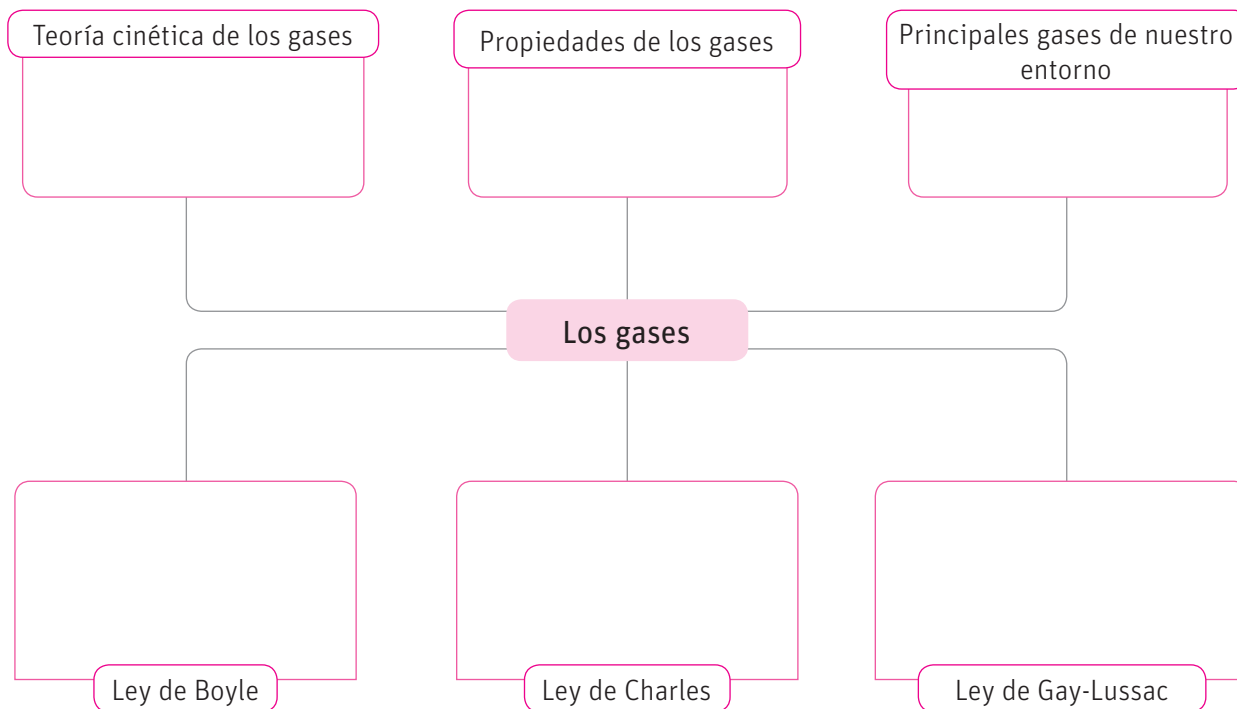 Teoría cinética de los gases
Propiedades de los gases
Principales gases de nuestro
entorno
Los gases
Ley de Boyle
Ley de Charles
Ley de Gay-Lussac